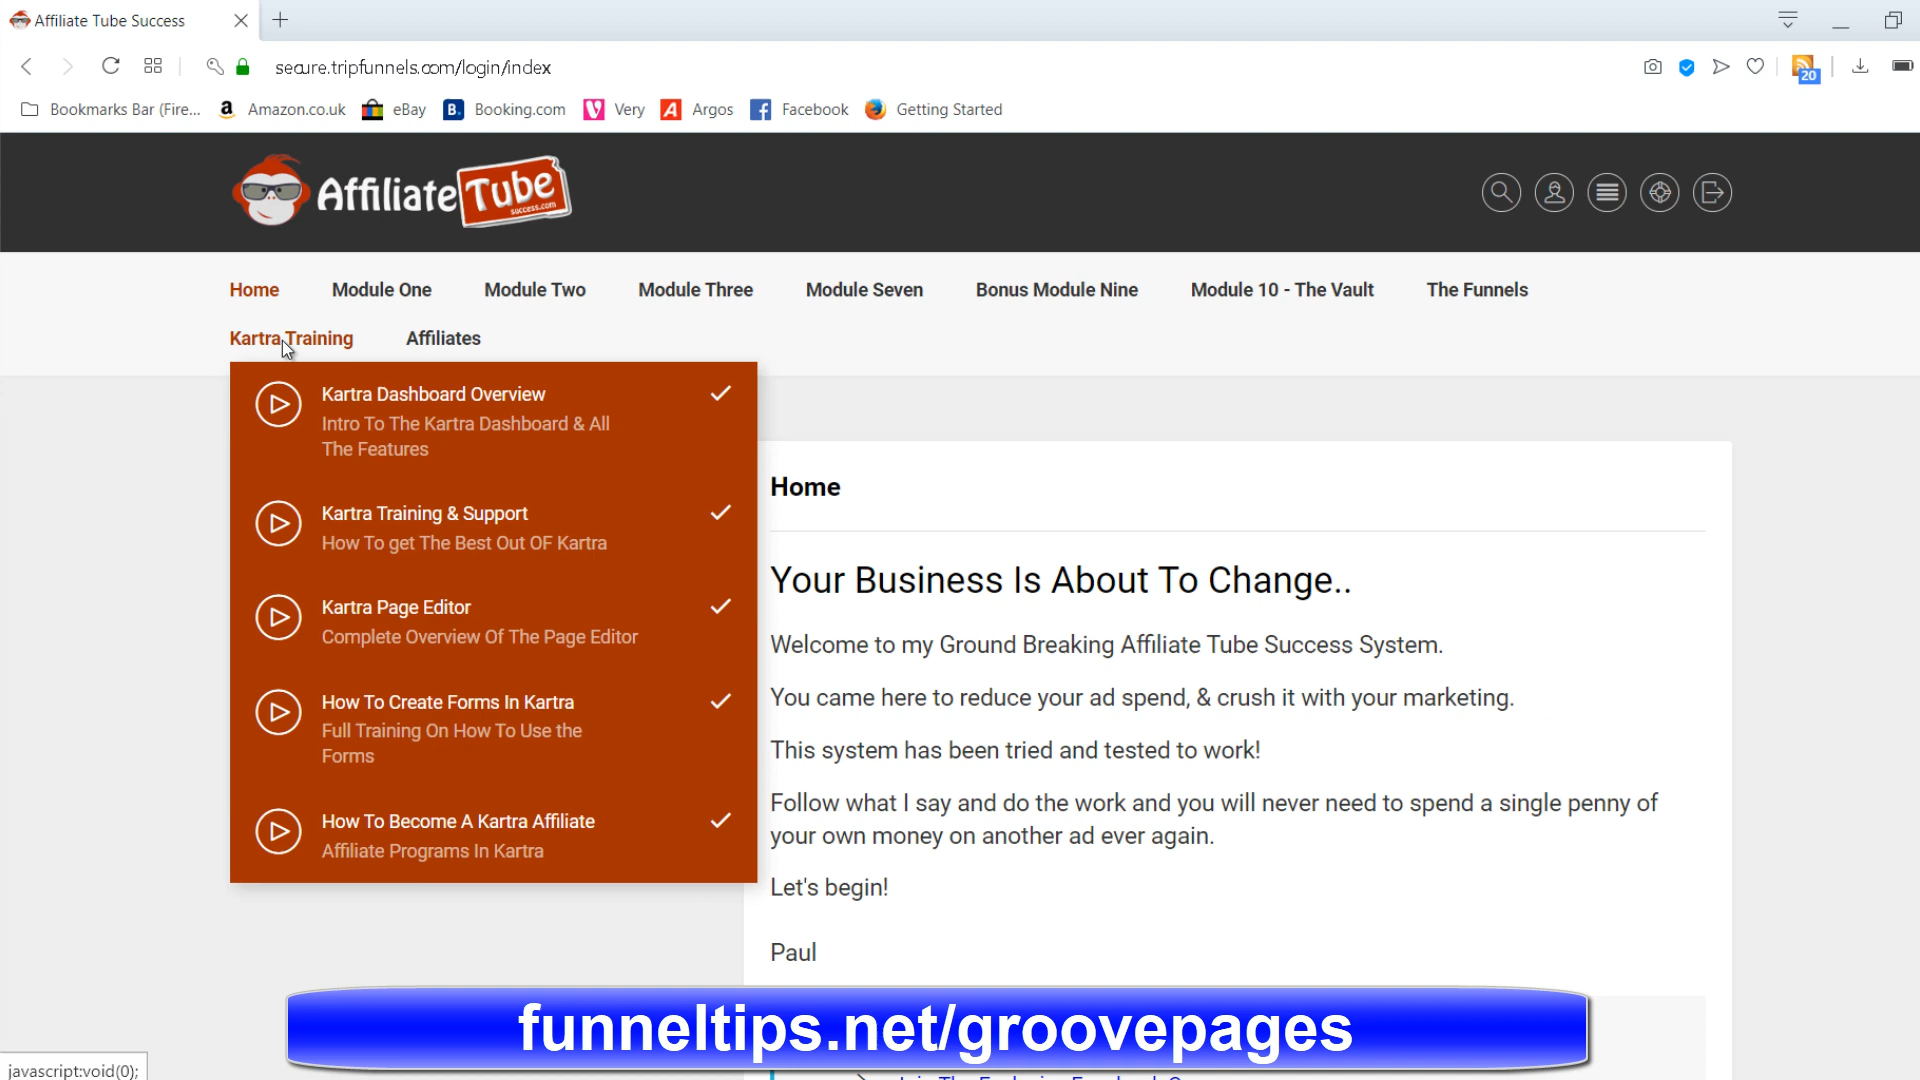 Affiliate Tube Success
secure.tripfunnels.com/login/index
20
Bookmarks Bar (Fire... Amazon.co.uk eBay Booking.com Very Argos Facebook Getting Started
Affiliate Tube success.com
Home Module One Module Two Module Three Module Seven Bonus Module Nine Module 10 - The Vault The Funnels
Kartra Training Affiliates
Kartra Dashboard Overview
Intro To The Kartra Dashboard & All
The Features
Kartra Training & Support
How To get The Best Out OF Kartra
Kartra Page Editor
Complete Overview Of The Page Editor
How To Create Forms In Kartra
Full Training On How To Use the
Forms
How To Become A Kartra Affiliate
Affiliate Programs In Kartra
Home
Your Business Is About To Change..
Welcome to my Ground Breaking Affiliate Tube Success System.
You came here to reduce your ad spend, & crush it with your marketing.
This system has been tried and tested to work!
Follow what I say and do the work and you will never need to spend a single penny of
your own money on another ad ever again.
Let's begin!
Paul
funneltips.net/groovepages
javascript:void(0);